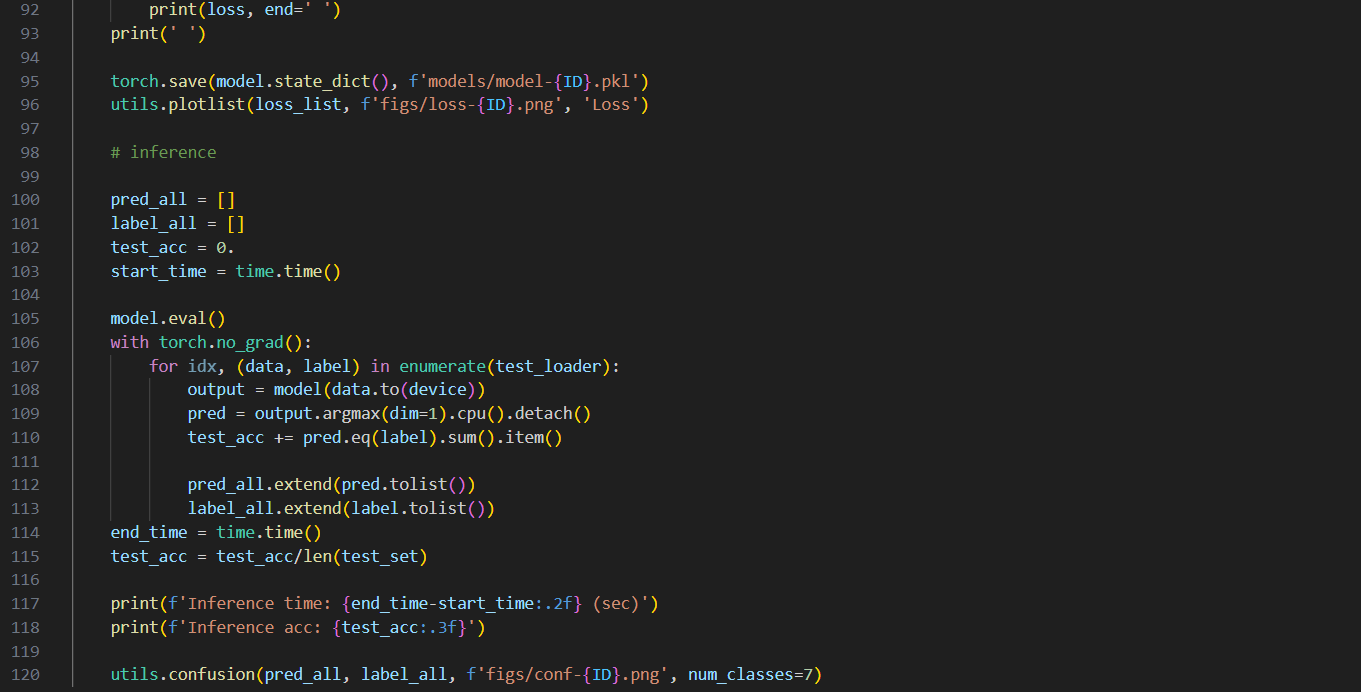 92 print(loss, end=' ')
93 print(' ')
94
95 torch.save(model.state_dict(), f'models/model-{ID}.pkl')
96 utils.plotlist(loss_list, f'figs/loss-{ID}.png', 'Loss')
97
98 # inference
99
100 pred_all = []
101 label_all = []
102 test_acc = 0.
103 start_time = time.time()
104
105 model.eval()
106 with torch.no_grad():
107 for idx, (data, label) in enumerate(test_loader):
108 output = model(data.to(device))
109 pred = output.argmax(dim=1).cpu().detach()
110 test_acc += pred.eq(label).sum().item()
111
112 pred_all.extend(pred.tolist())
113 label_all.extend(label.tolist())
114 end_time = time.time()
115 test_acc = test_acc/len(test_set)
116
117 print(f'Inference time: {end_time-start_time:.2f} (sec)')
118 print(f'Inference acc: {test_acc:.3f}')
119
120 utils.confusion(pred_all, label_all, f'figs/conf-{ID}.png', num_classes=7)